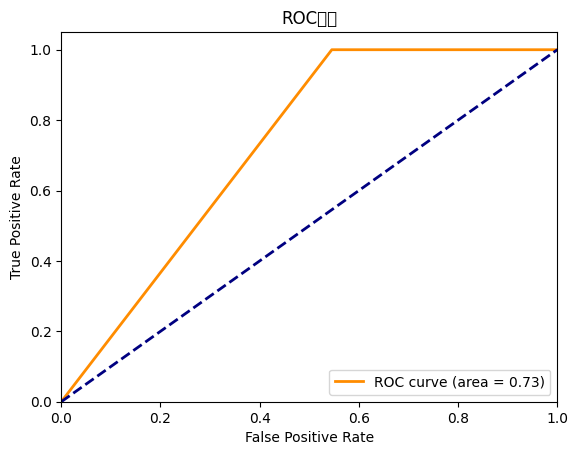 ROC
1.0
0.8
0.6
0.4
0.2
0.0
True Positive Rate
0.0 0.2 0.4 0.6 0.8 1.0
False Positive Rate
ROC curve (area = 0.73)